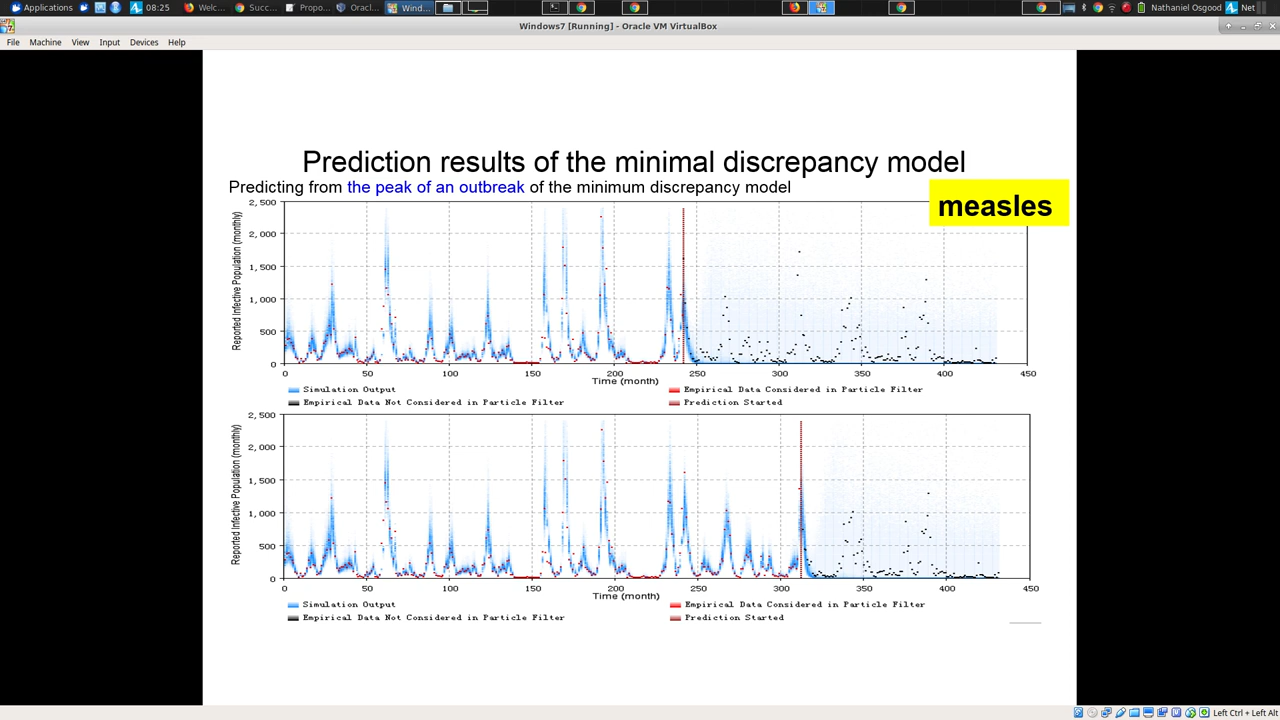 Applications 08:25 Welc... Succ... Propo... Oracl... Wind... Nathaniel Osgood Net
Windows7 [Running] - Oracle VM VirtualBox
File Machine View Input Devices Help
Prediction results of the minimal discrepancy model
Predicting from the peak of an outbreak of the minimum discrepancy model
measles
Reported Infective Population (monthly)
2,500
2,000
1,500
1,000
500
0
0 50 100 150 200 250 300 350 400 450
Time (month)
Simulation Output Empirical Data Considered in Particle Filter
Empirical Data Not Considered in Particle Filter Prediction Started
Reported Infective Population (monthly)
2,500
2,000
1,500
1,000
500
0
0 50 100 150 200 250 300 350 400 450
Time (month)
Simulation Output Empirical Data Considered in Particle Filter
Empirical Data Not Considered in Particle Filter Prediction Started
Left Ctrl + Left Alt